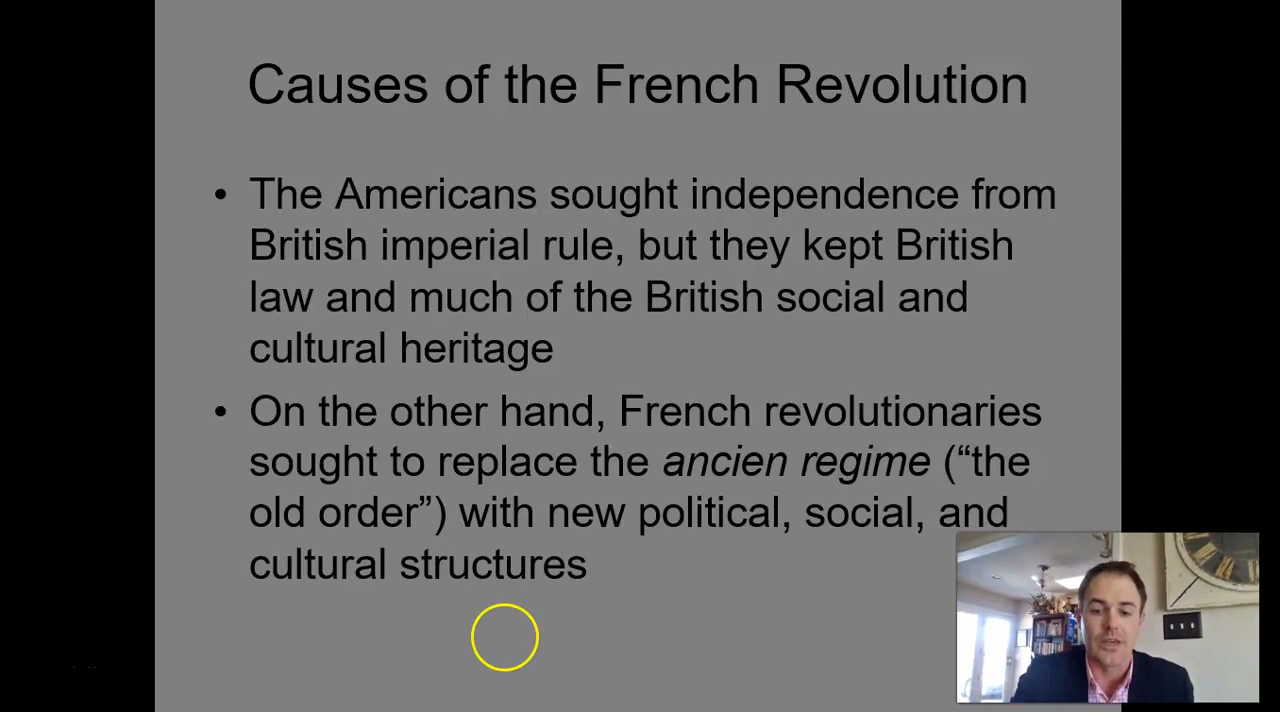 Causes of the French Revolution
• The Americans sought independence from
British imperial rule, but they kept British
law and much of the British social and
cultural heritage
• On the other hand, French revolutionaries
sought to replace the ancien regime (“the
old order”) with new political, social, and
cultural structures